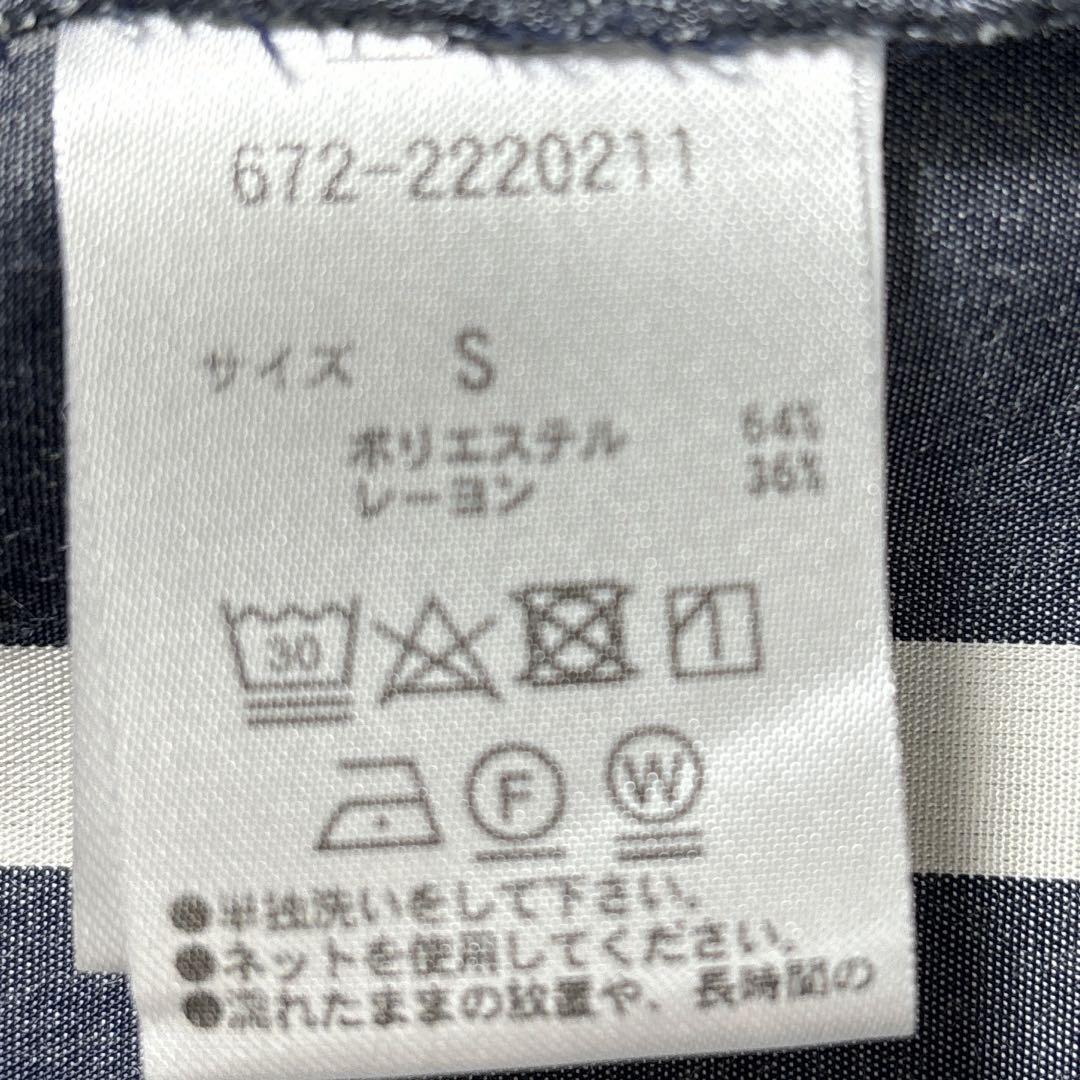 672-2220211
サイズ S
ポリエステル 64%
レーヨン 36%
30
F W
●単独洗いをして下さい。
●ネットを使用してください。
●濡れたままの放置や、長時間の